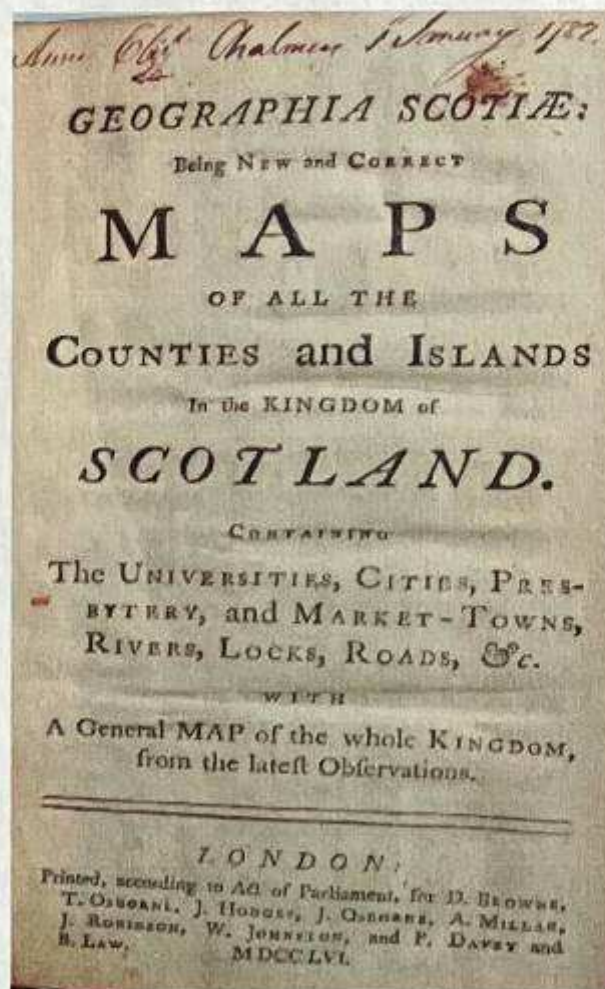 Chalmers February 1782.
GEOGRAPHIA SCOTIÆ:
Being NEW and CORRECT
MAPS
OF ALL THE
COUNTIES and ISLANDS
In the KINGDOM of
SCOTLAND.
CONTAINING
The UNIVERSITIES, CITIES, PRES-
BYTERY, and MARKET-TOWNS,
RIVERS, LOCKS, ROADS, &c.
WITH
A General MAP of the whole KINGDOM,
from the lateſt Obſervations.
LONDON:
Printed, according to Act of Parliament, for D. BROWNE,
T. OSBORNE, J. HODGES, J. OSBORNE, A. MILLAR,
J. ROBINSON, W. JOHNSTON, and P. DAVEY and
B. LAW.
MDCCLVI.